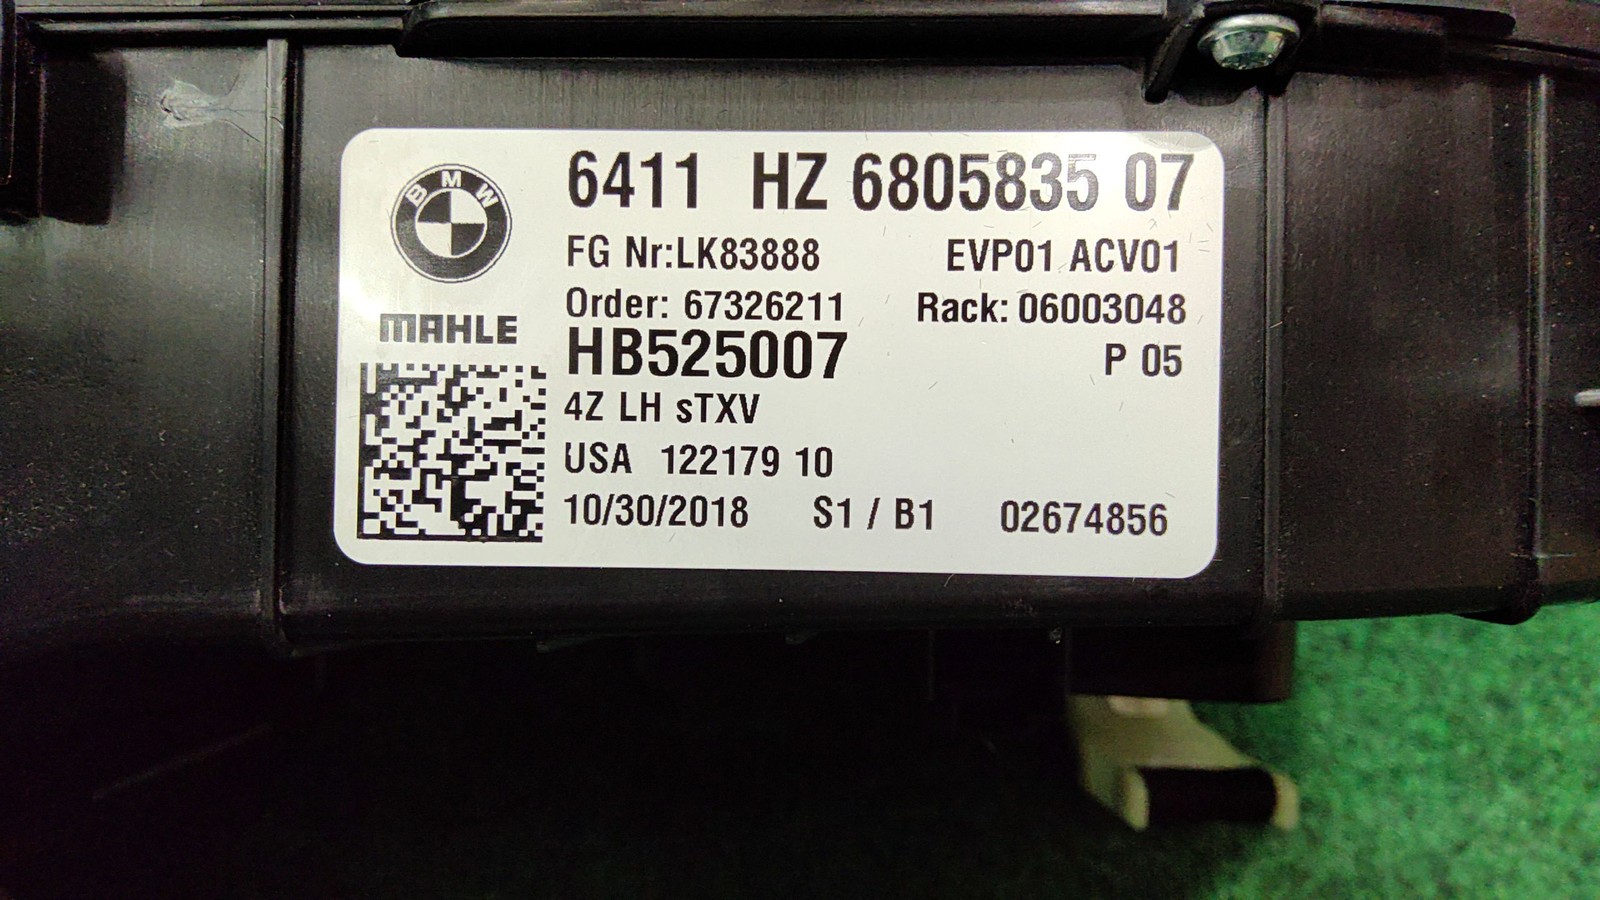 BMW
MAHLE
6411 HZ 6805835 07
FG Nr:LK83888 EVP01 ACV01
Order: 67326211 Rack: 06003048
HB525007 P 05
4Z LH sTXV
USA 122179 10
10/30/2018 S1 / B1 02674856